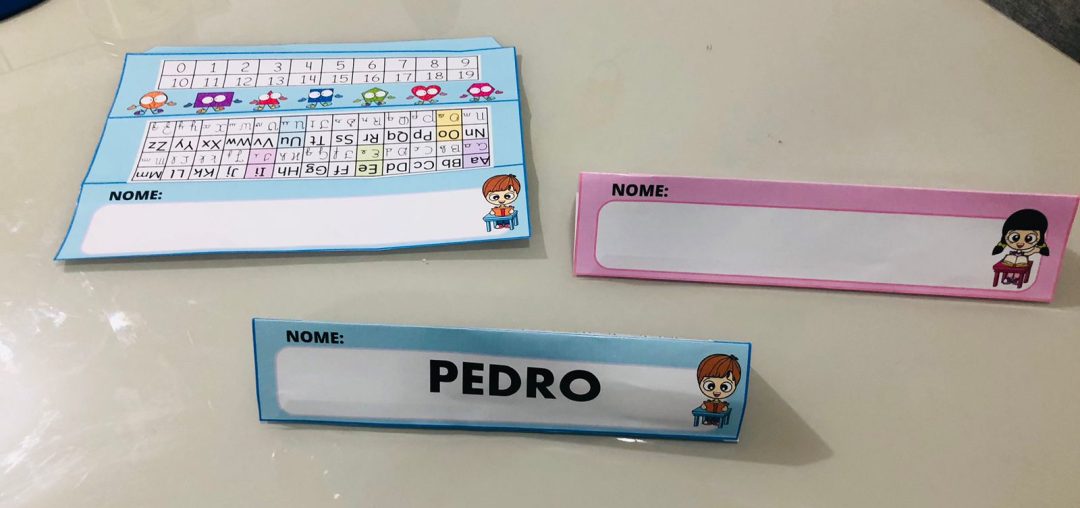 0 1 2 3 4 5 6 7 8 9
10 11 12 13 14 15 16 17 18 19
Aa Bb Cc Dd Ee Ff Gg Hh Ii Jj Kk Ll Mm
Nn Oo Pp Qq Rr Ss Tt Uu Vv Ww Xx Yy Zz
NOME:
NOME:
NOME:
PEDRO